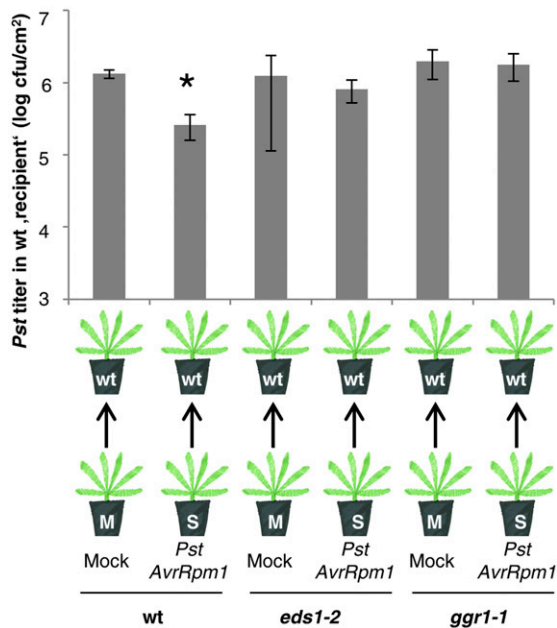 Pst titer in wt ‚recipient‘ (log cfu/cm²)
7
6
5
4
3
*
wt wt wt wt wt wt
M S M S M S
Mock Pst AvrRpm1 Mock Pst AvrRpm1 Mock Pst AvrRpm1
wt eds1-2 ggr1-1